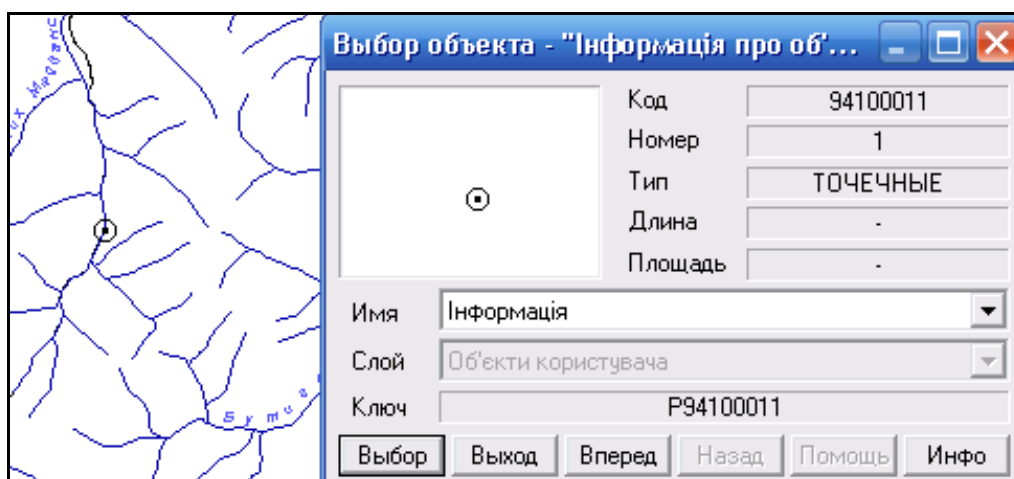 Выбор объекта - "Інформація про об'...
Код 94100011
Номер 1
Тип ТОЧЕЧНЫЕ
Длина -
Площадь -
Имя Інформація
Слой Об'єкти користувача
Ключ P94100011
Выбор Выход Вперед Назад Помощь Инфо